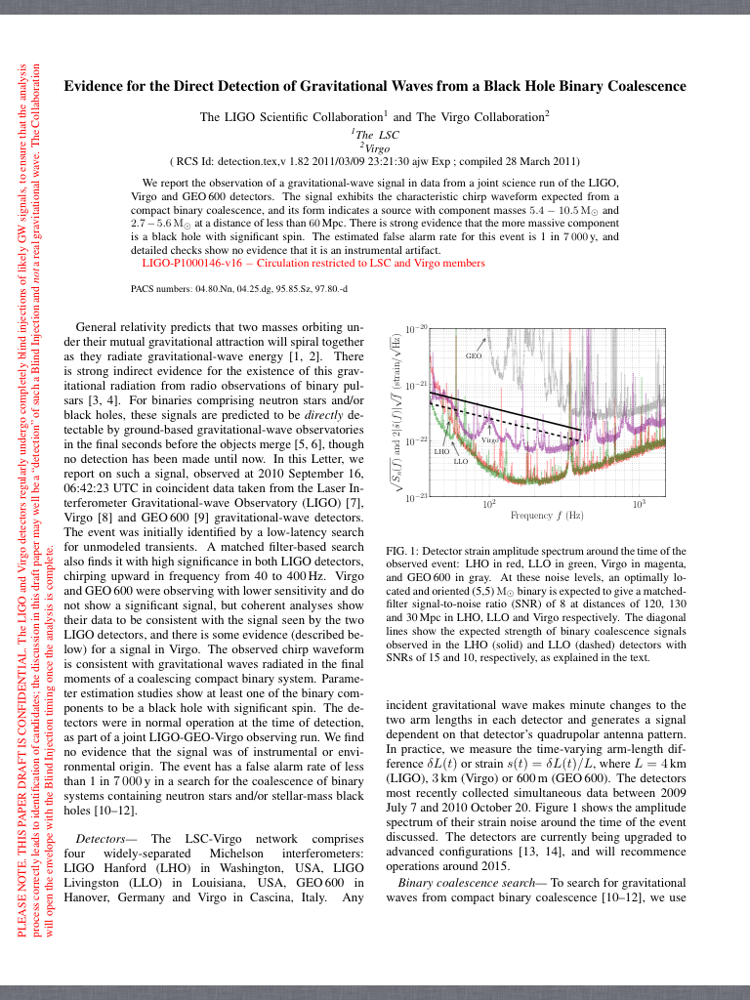 PLEASE NOTE. THIS PAPER DRAFT IS CONFIDENTIAL. The LIGO and Virgo detectors regularly undergo completely blind injections of likely GW signals, to ensure that the analysis
process correctly leads to identification of candidates; the discussion in this draft paper may well be a "detection" of such a Blind Injection and not a real gravitational wave. The Collaboration
will open the envelope with the Blind Injection timing once the analysis is complete.
Evidence for the Direct Detection of Gravitational Waves from a Black Hole Binary Coalescence
The LIGO Scientific Collaboration1 and The Virgo Collaboration2
1The LSC
2Virgo
( RCS Id: detection.tex,v 1.82 2011/03/09 23:21:30 ajw Exp ; compiled 28 March 2011)
We report the observation of a gravitational-wave signal in data from a joint science run of the LIGO,
Virgo and GEO 600 detectors. The signal exhibits the characteristic chirp waveform expected from a
compact binary coalescence, and its form indicates a source with component masses 5.4 − 10.5 M⊙ and
2.7 − 5.6 M⊙ at a distance of less than 60 Mpc. There is strong evidence that the more massive component
is a black hole with significant spin. The estimated false alarm rate for this event is 1 in 7 000 y, and
detailed checks show no evidence that it is an instrumental artifact.
LIGO-P1000146-v16 − Circulation restricted to LSC and Virgo members
PACS numbers: 04.80.Nn, 04.25.dg, 95.85.Sz, 97.80.-d
General relativity predicts that two masses orbiting un-
der their mutual gravitational attraction will spiral together
as they radiate gravitational-wave energy [1, 2]. There
is strong indirect evidence for the existence of this grav-
itational radiation from radio observations of binary pul-
sars [3, 4]. For binaries comprising neutron stars and/or
black holes, these signals are predicted to be directly de-
tectable by ground-based gravitational-wave observatories
in the final seconds before the objects merge [5, 6], though
no detection has been made until now. In this Letter, we
report on such a signal, observed at 2010 September 16,
06:42:23 UTC in coincident data taken from the Laser In-
terferometer Gravitational-wave Observatory (LIGO) [7],
Virgo [8] and GEO 600 [9] gravitational-wave detectors.
The event was initially identified by a low-latency search
for unmodeled transients. A matched filter-based search
also finds it with high significance in both LIGO detectors,
chirping upward in frequency from 40 to 400 Hz. Virgo
and GEO 600 were observing with lower sensitivity and do
not show a significant signal, but coherent analyses show
their data to be consistent with the signal seen by the two
LIGO detectors, and there is some evidence (described be-
low) for a signal in Virgo. The observed chirp waveform
is consistent with gravitational waves radiated in the final
moments of a coalescing compact binary system. Parame-
ter estimation studies show at least one of the binary com-
ponents to be a black hole with significant spin. The de-
tectors were in normal operation at the time of detection,
as part of a joint LIGO-GEO-Virgo observing run. We find
no evidence that the signal was of instrumental or envi-
ronmental origin. The event has a false alarm rate of less
than 1 in 7 000 y in a search for the coalescence of binary
systems containing neutron stars and/or stellar-mass black
holes [10–12].
Detectors— The LSC-Virgo network comprises
four widely-separated Michelson interferometers:
LIGO Hanford (LHO) in Washington, USA, LIGO
Livingston (LLO) in Louisiana, USA, GEO 600 in
Hanover, Germany and Virgo in Cascina, Italy. Any
√Sn(f) and 2|s̃(f)|√f (strain/√Hz)
10−20
10−21
10−22
10−23
GEO
LHO
LLO
Virgo
102
103
Frequency f (Hz)
FIG. 1: Detector strain amplitude spectrum around the time of the
observed event: LHO in red, LLO in green, Virgo in magenta,
and GEO 600 in gray. At these noise levels, an optimally lo-
cated and oriented (5,5) M⊙ binary is expected to give a matched-
filter signal-to-noise ratio (SNR) of 8 at distances of 120, 130
and 30 Mpc in LHO, LLO and Virgo respectively. The diagonal
lines show the expected strength of binary coalescence signals
observed in the LHO (solid) and LLO (dashed) detectors with
SNRs of 15 and 10, respectively, as explained in the text.
incident gravitational wave makes minute changes to the
two arm lengths in each detector and generates a signal
dependent on that detector's quadrupolar antenna pattern.
In practice, we measure the time-varying arm-length dif-
ference δL(t) or strain s(t) = δL(t)/L, where L = 4 km
(LIGO), 3 km (Virgo) or 600 m (GEO 600). The detectors
most recently collected simultaneous data between 2009
July 7 and 2010 October 20. Figure 1 shows the amplitude
spectrum of their strain noise around the time of the event
discussed. The detectors are currently being upgraded to
advanced configurations [13, 14], and will recommence
operations around 2015.
Binary coalescence search— To search for gravitational
waves from compact binary coalescence [10–12], we use